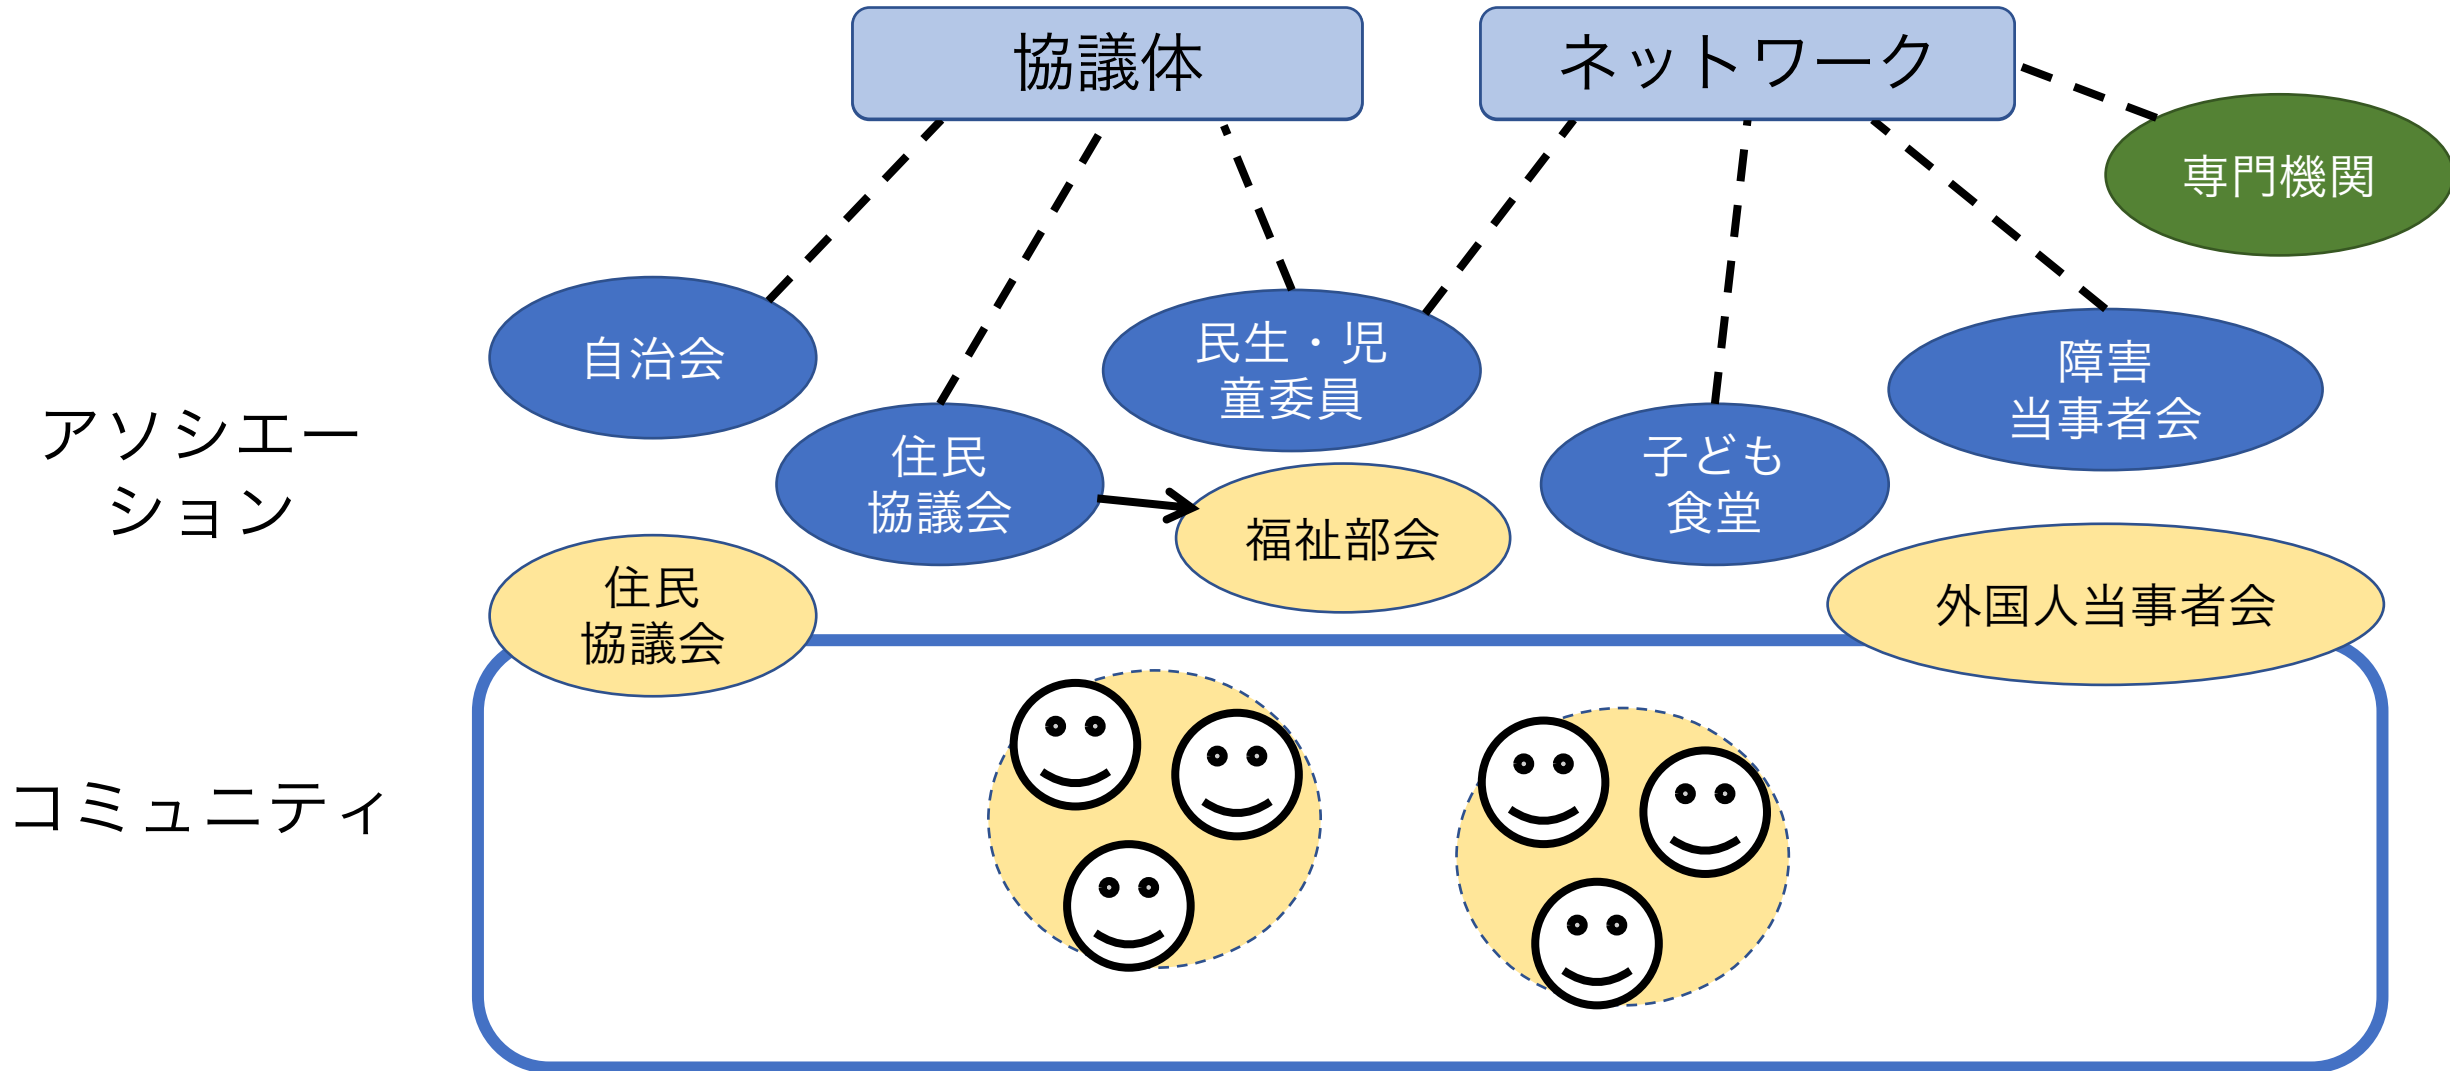 協議体
ネットワーク
専門機関
自治会
民生・児
童委員
障害
当事者会
アソシエー
ション
住民
協議会
子ども
食堂
福祉部会
住民
協議会
外国人当事者会
コミュニティ